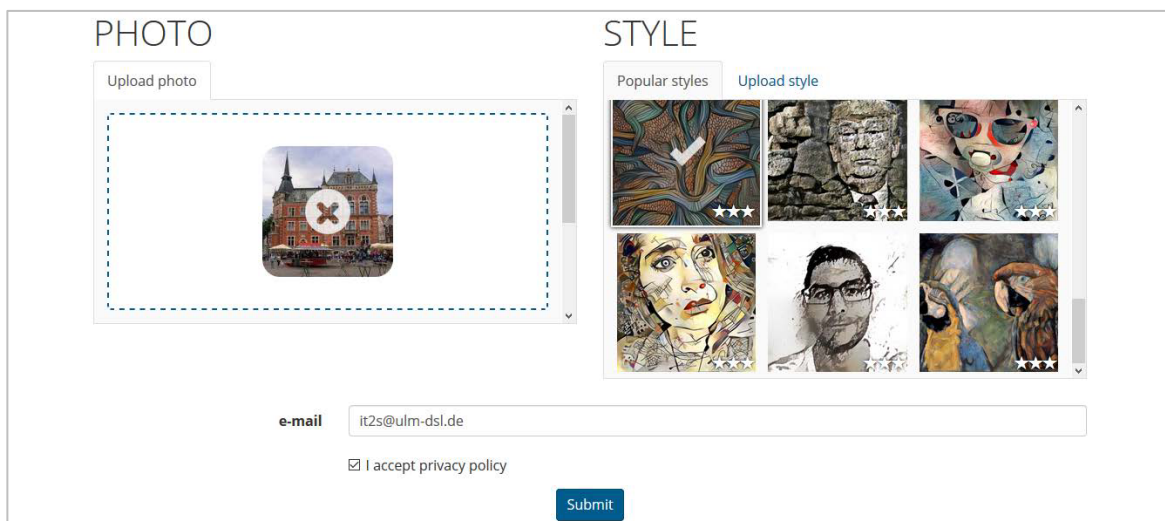 PHOTO
STYLE
Upload photo
Popular styles
Upload style
e-mail
it2s@ulm-dsl.de
I accept privacy policy
Submit